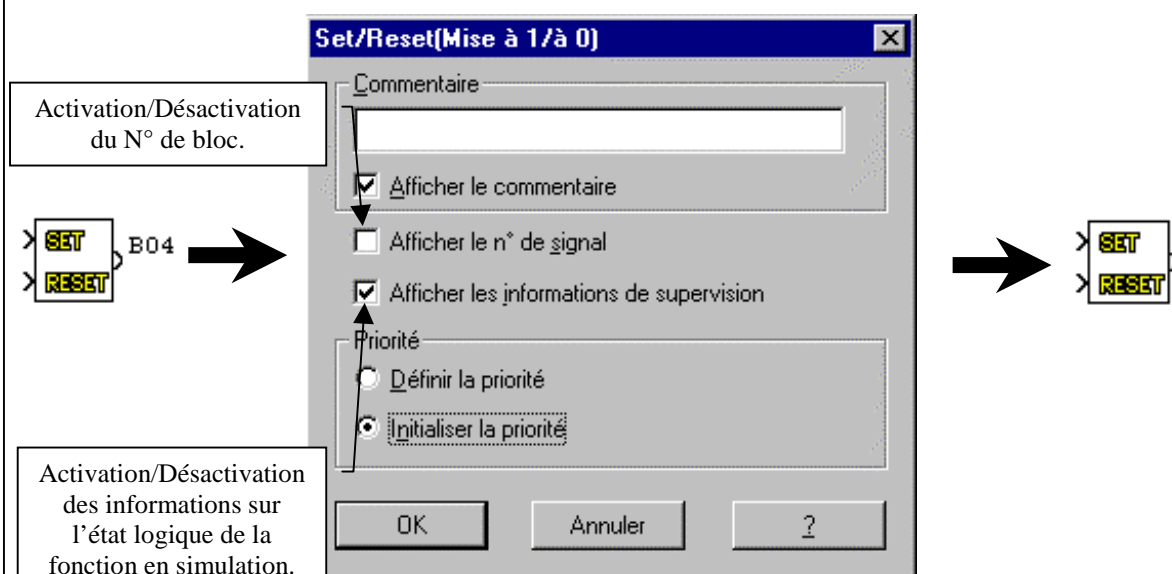 Set/Reset(Mise à 1/à 0)
Commentaire
Activation/Désactivation
du N° de bloc.
Afficher le commentaire
SET
RESET
B04
Afficher le n° de signal
Afficher les informations de supervision
SET
RESET
Priorité
Définir la priorité
Initialiser la priorité
Activation/Désactivation
des informations sur
l'état logique de la
fonction en simulation.
OK
Annuler
?